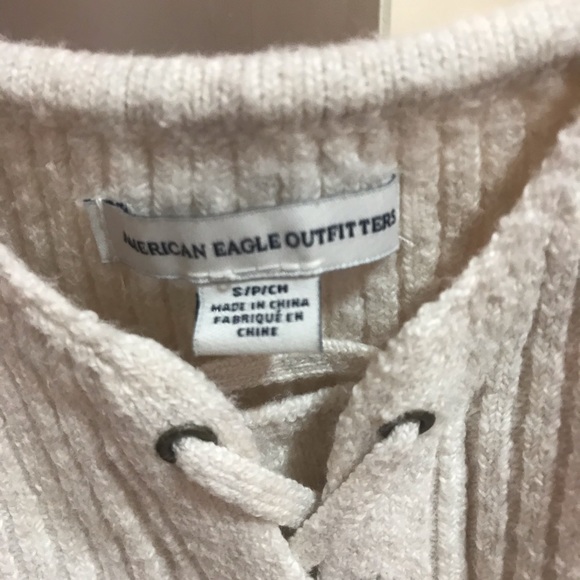 AMERICAN EAGLE OUTFITTERS
S/P/CH
MADE IN CHINA
FABRIQUÉ EN
CHINE